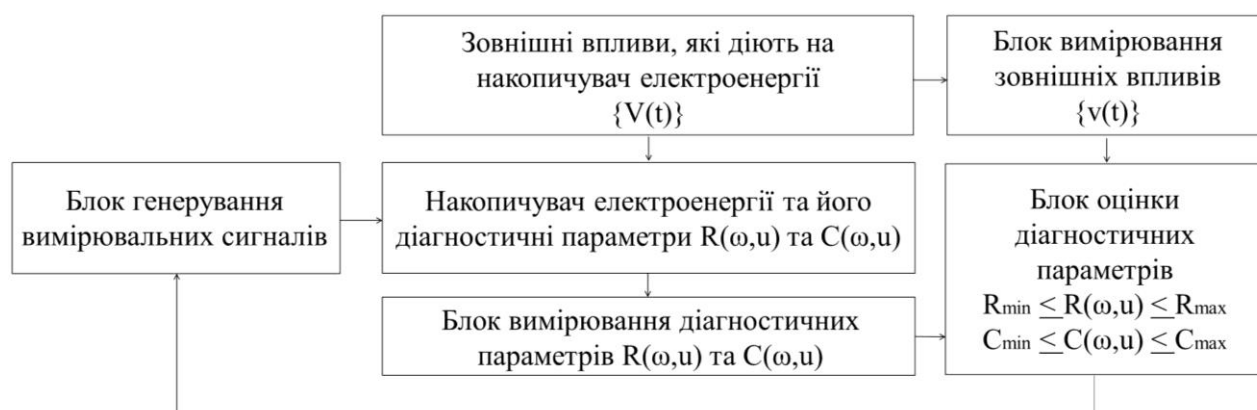 Зовнішні впливи, які діють на
накопичувач електроенергії
{V(t)}
Блок вимірювання
зовнішніх впливів
{v(t)}
Блок генерування
вимірювальних сигналів
Накопичувач електроенергії та його
діагностичні параметри R(ω,u) та C(ω,u)
Блок оцінки
діагностичних
параметрів
Rmin ≤ R(ω,u) ≤ Rmax
Cmin ≤ C(ω,u) ≤ Cmax
Блок вимірювання діагностичних
параметрів R(ω,u) та C(ω,u)